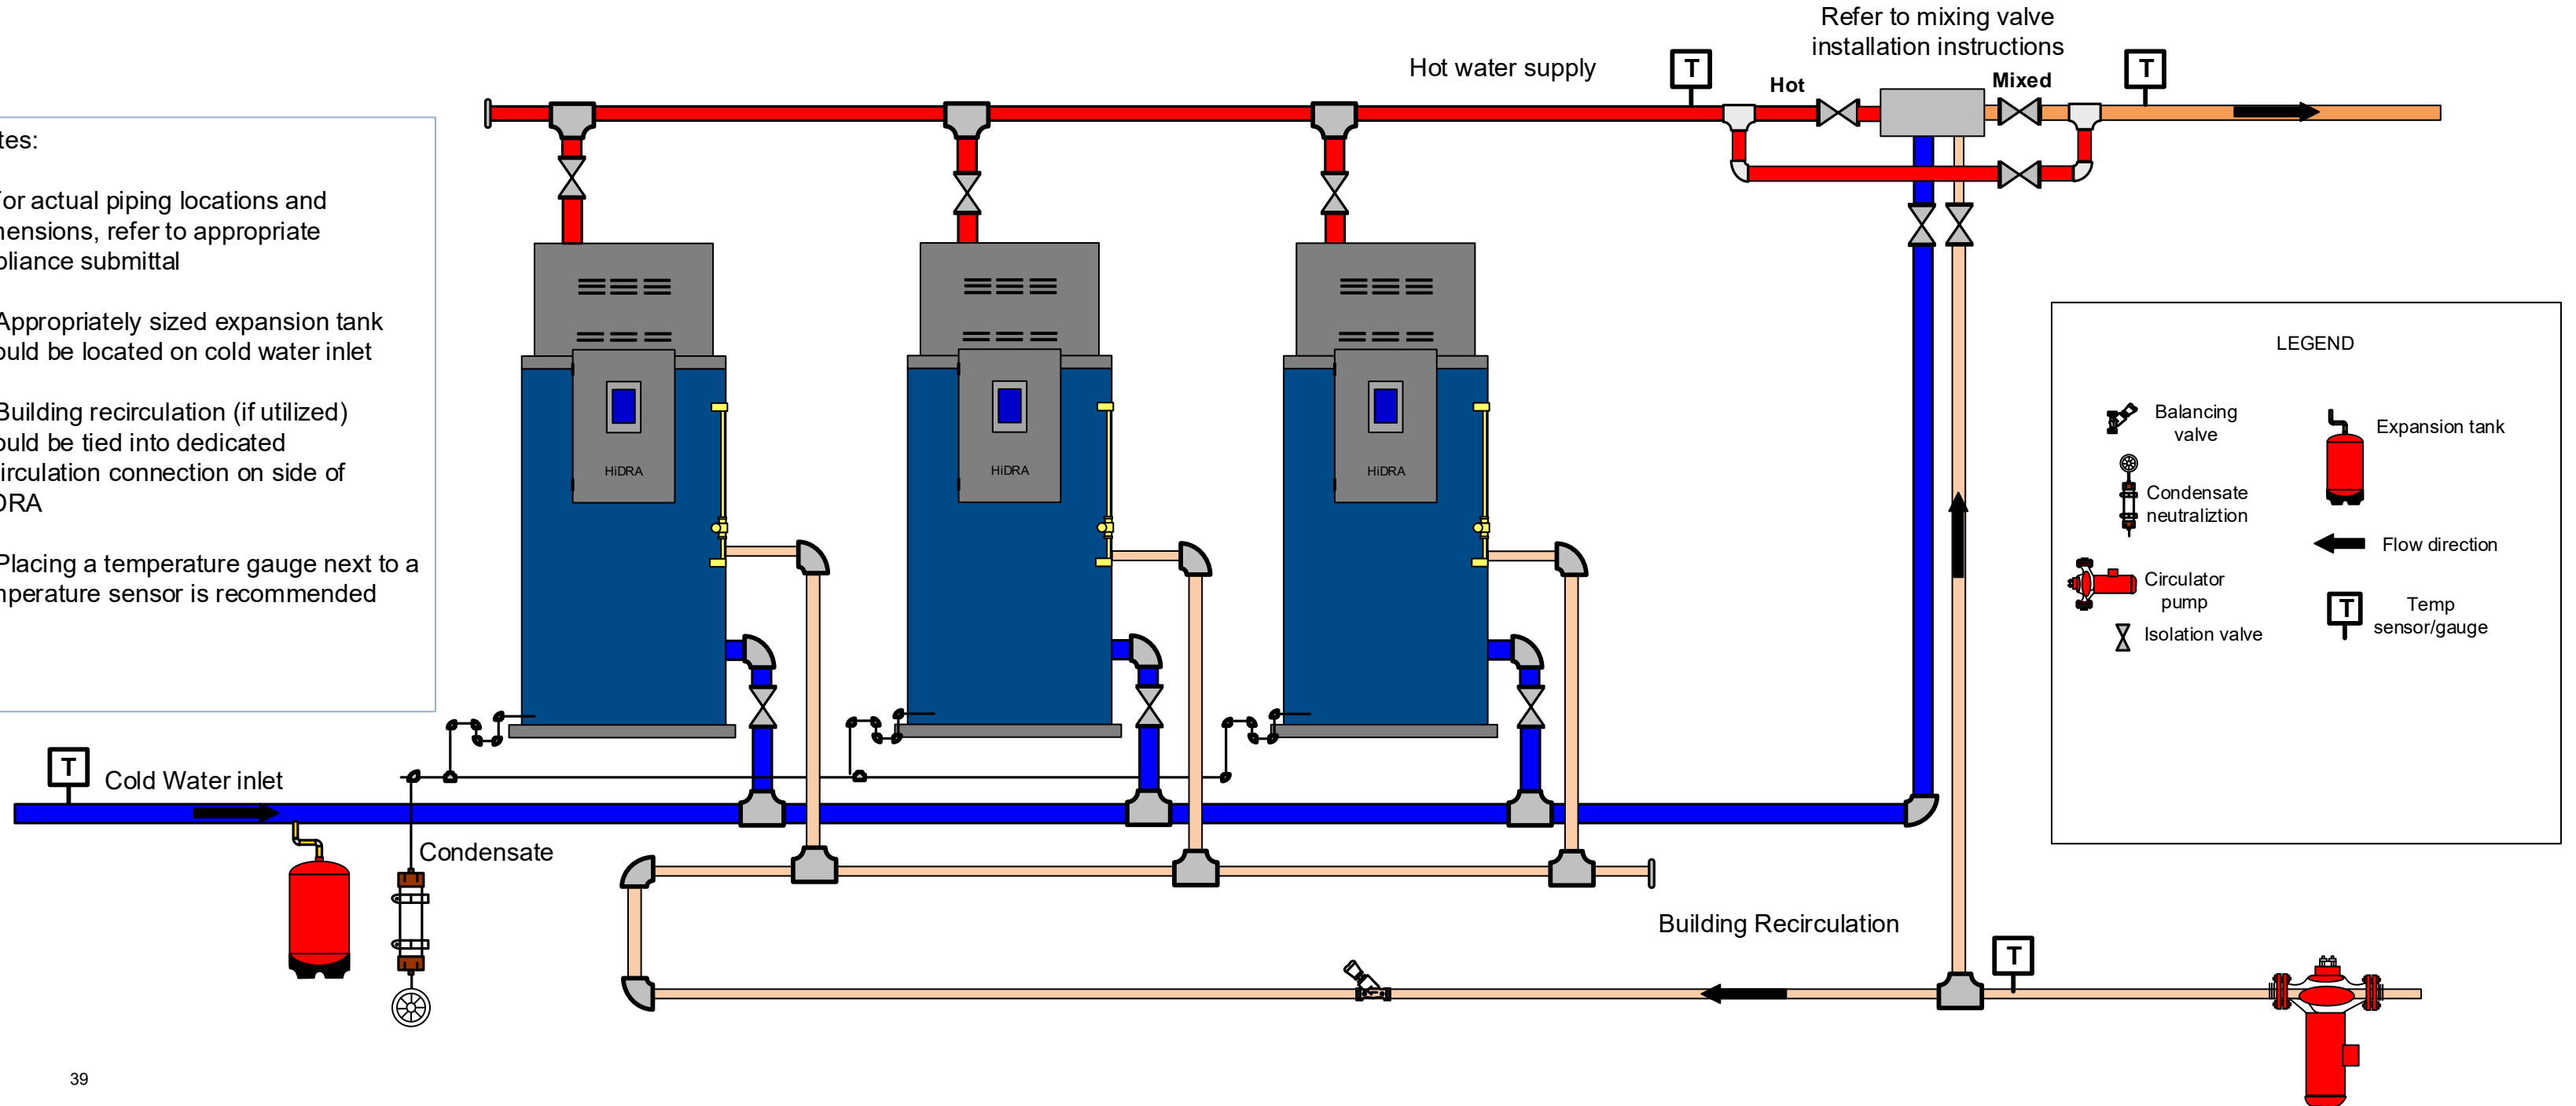 Refer to mixing valve
installation instructions
Hot water supply
T
Hot
Mixed
T
tes:
or actual piping locations and
nensions, refer to appropriate
pliance submittal
Appropriately sized expansion tank
ould be located on cold water inlet
Building recirculation (if utilized)
ould be tied into dedicated
irculation connection on side of
DRA
Placing a temperature gauge next to a
nperature sensor is recommended
HiDRA
HiDRA
HiDRA
LEGEND
Balancing
valve
Expansion tank
Condensate
neutraliztion
Flow direction
Circulator
pump
T
Temp
sensor/gauge
Isolation valve
T
Cold Water inlet
Condensate
Building Recirculation
T
39